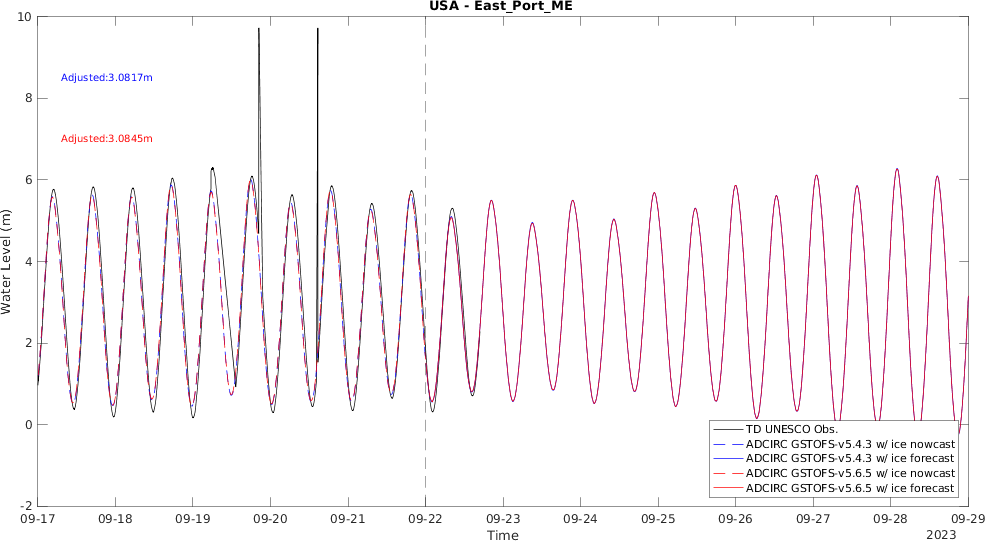 USA - East_Port_ME
10
8
6
4
2
0
-2
Water Level (m)
Adjusted:3.0817m
Adjusted:3.0845m
TD UNESCO Obs.
ADCIRC GSTOFS-v5.4.3 w/ ice nowcast
ADCIRC GSTOFS-v5.4.3 w/ ice forecast
ADCIRC GSTOFS-v5.6.5 w/ ice nowcast
ADCIRC GSTOFS-v5.6.5 w/ ice forecast
09-17 09-18 09-19 09-20 09-21 09-22 09-23 09-24 09-25 09-26 09-27 09-28 09-29
Time
2023